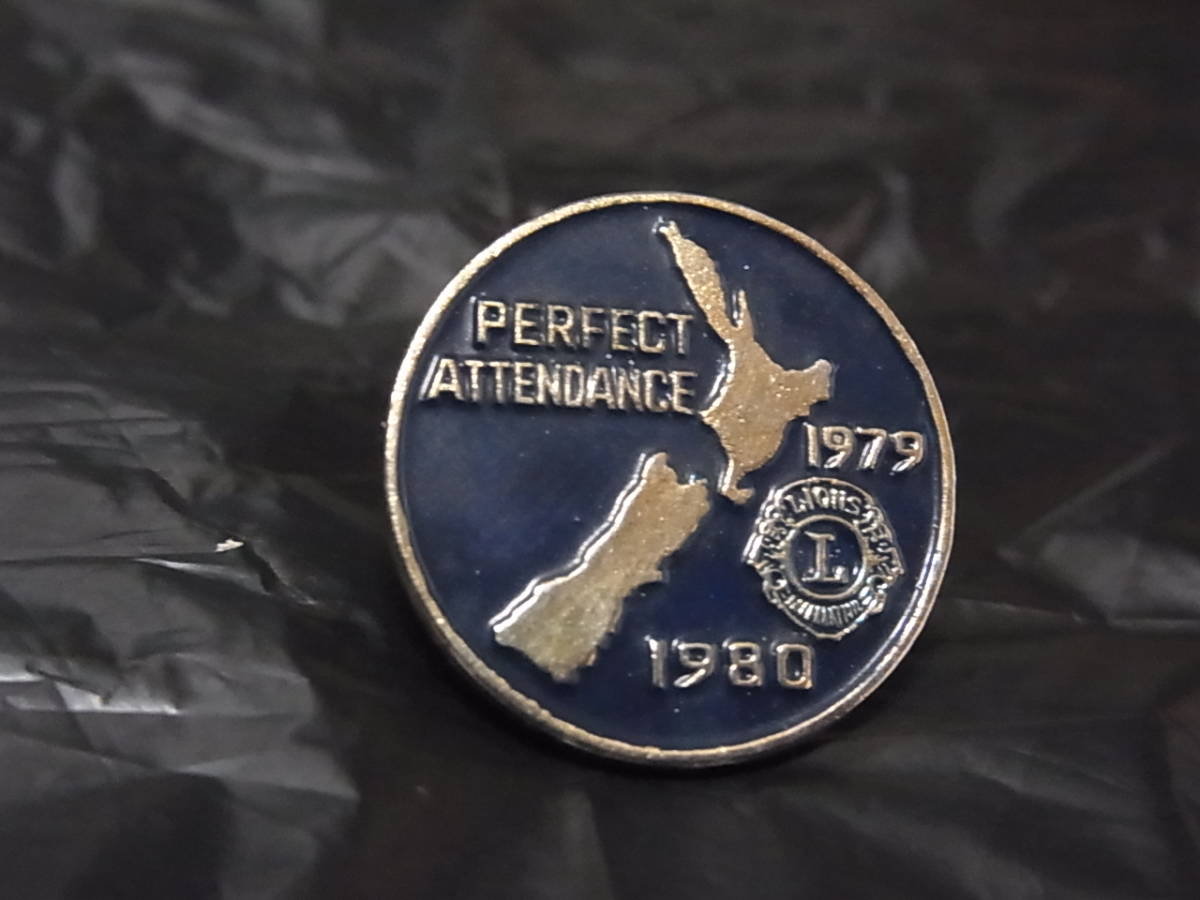 PERFECT
ATTENDANCE
1979
LIONS
L
1980